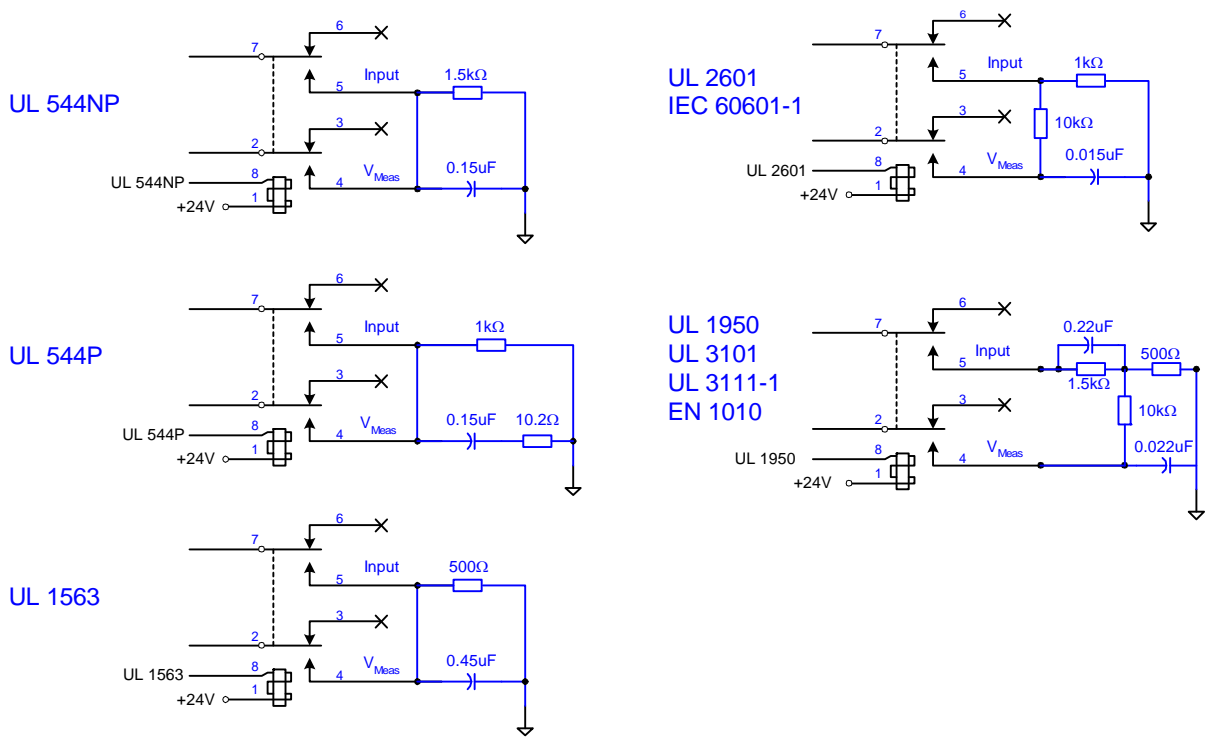 UL 544NP
6
7
Input
5
1.5kΩ
3
2
V Meas
4
0.15uF
UL 544NP
8
+24V
1
UL 544P
6
7
Input
5
1kΩ
3
2
V Meas
4
0.15uF
10.2Ω
UL 544P
8
+24V
1
UL 1563
6
7
Input
5
500Ω
3
2
V Meas
4
0.45uF
UL 1563
8
+24V
1
UL 2601
IEC 60601-1
6
7
Input
5
1kΩ
10kΩ
3
2
V Meas
4
0.015uF
UL 2601
8
+24V
1
UL 1950
UL 3101
UL 3111-1
EN 1010
6
7
Input
5
0.22uF
1.5kΩ
500Ω
10kΩ
3
2
V Meas
4
0.022uF
UL 1950
8
+24V
1